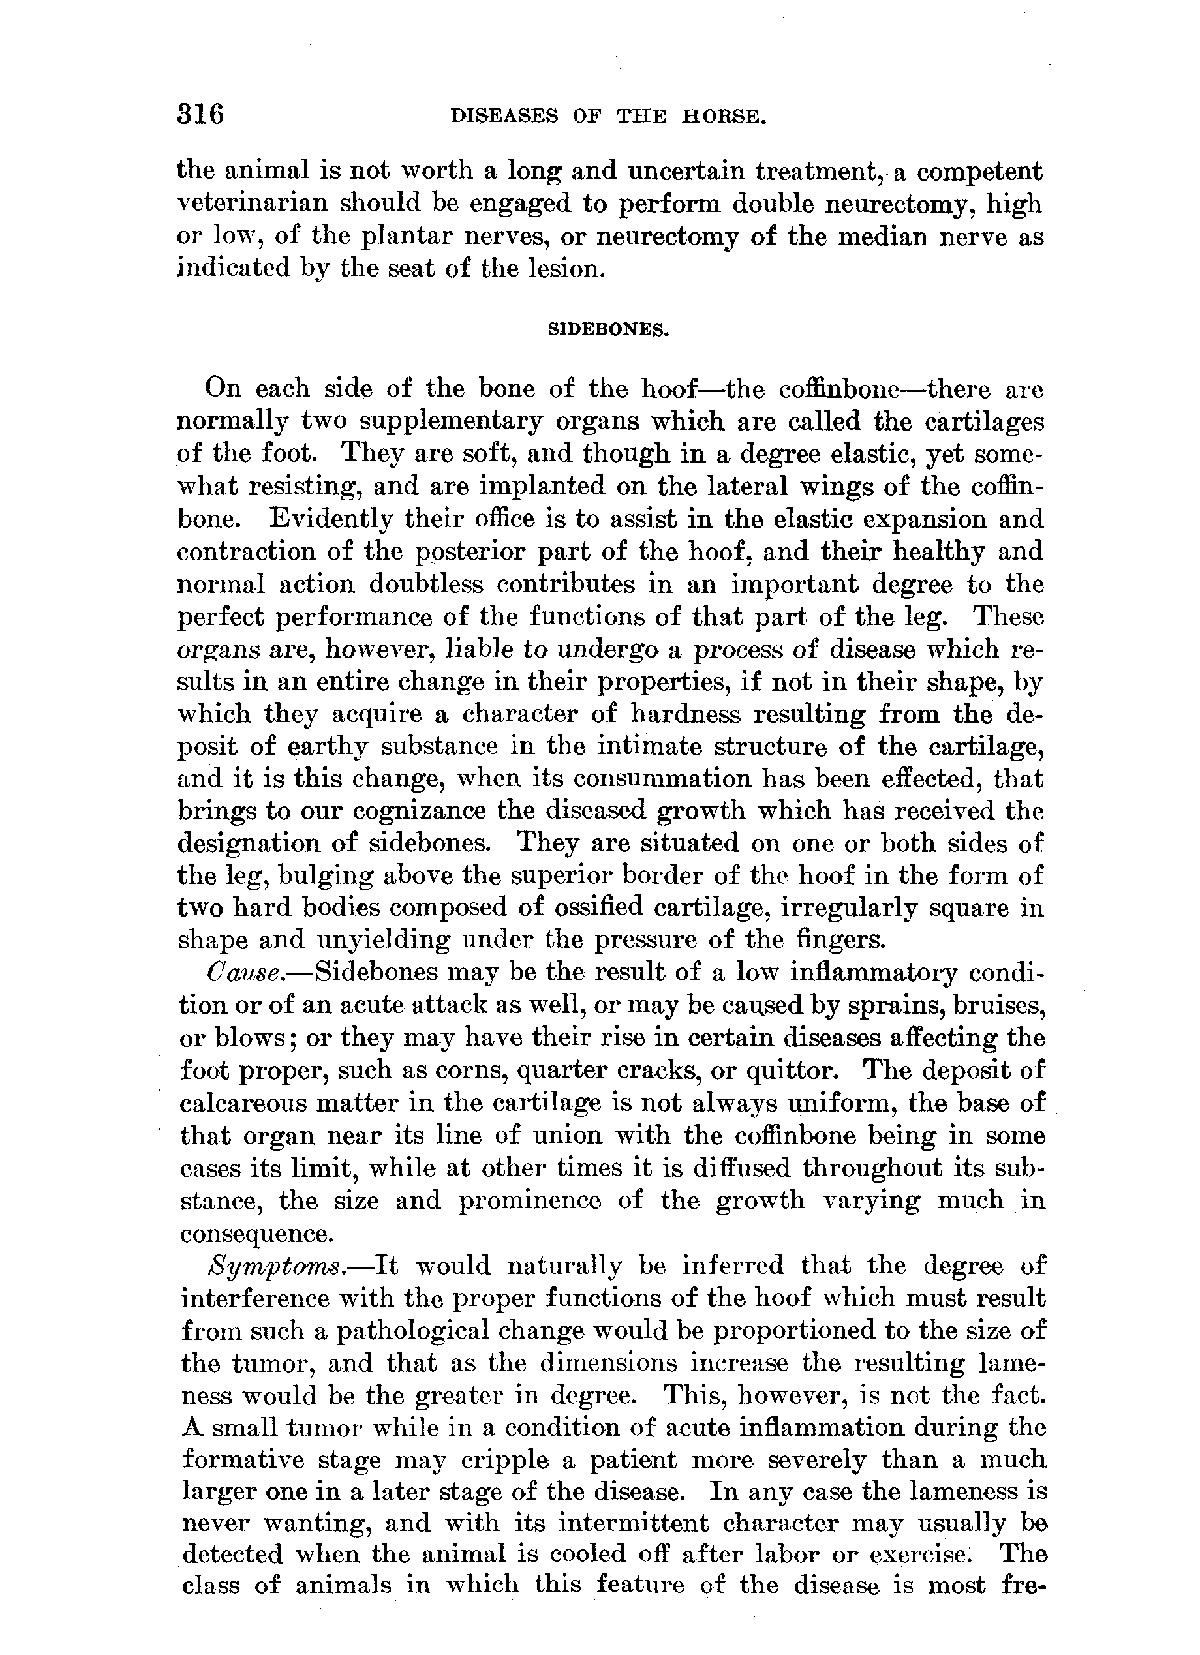 316 DISEASES OF THE HORSE.
the animal is not worth a long and uncertain treatment, a competent
veterinarian should be engaged to perform double neurectomy, high
or low, of the plantar nerves, or neurectomy of the median nerve as
indicated by the seat of the lesion.
SIDEBONES.
On each side of the bone of the hoof—the coffinbone—there are
normally two supplementary organs which are called the cartilages
of the foot. They are soft, and though in a degree elastic, yet some-
what resisting, and are implanted on the lateral wings of the coffin-
bone. Evidently their office is to assist in the elastic expansion and
contraction of the posterior part of the hoof, and their healthy and
normal action doubtless contributes in an important degree to the
perfect performance of the functions of that part of the leg. These
organs are, however, liable to undergo a process of disease which re-
sults in an entire change in their properties, if not in their shape, by
which they acquire a character of hardness resulting from the de-
posit of earthy substance in the intimate structure of the cartilage,
and it is this change, when its consummation has been effected, that
brings to our cognizance the diseased growth which has received the
designation of sidebones. They are situated on one or both sides of
the leg, bulging above the superior border of the hoof in the form of
two hard bodies composed of ossified cartilage, irregularly square in
shape and unyielding under the pressure of the fingers.
Cause.—Sidebones may be the result of a low inflammatory condi-
tion or of an acute attack as well, or may be caused by sprains, bruises,
or blows; or they may have their rise in certain diseases affecting the
foot proper, such as corns, quarter cracks, or quittor. The deposit of
calcareous matter in the cartilage is not always uniform, the base of
that organ near its line of union with the coffinbone being in some
cases its limit, while at other times it is diffused throughout its sub-
stance, the size and prominence of the growth varying much in
consequence.
Symptoms.—It would naturally be inferred that the degree of
interference with the proper functions of the hoof which must result
from such a pathological change would be proportioned to the size of
the tumor, and that as the dimensions increase the resulting lame-
ness would be the greater in degree. This, however, is not the fact.
A small tumor while in a condition of acute inflammation during the
formative stage may cripple a patient more severely than a much
larger one in a later stage of the disease. In any case the lameness is
never wanting, and with its intermittent character may usually be
detected when the animal is cooled off after labor or exercise. The
class of animals in which this feature of the disease is most fre-